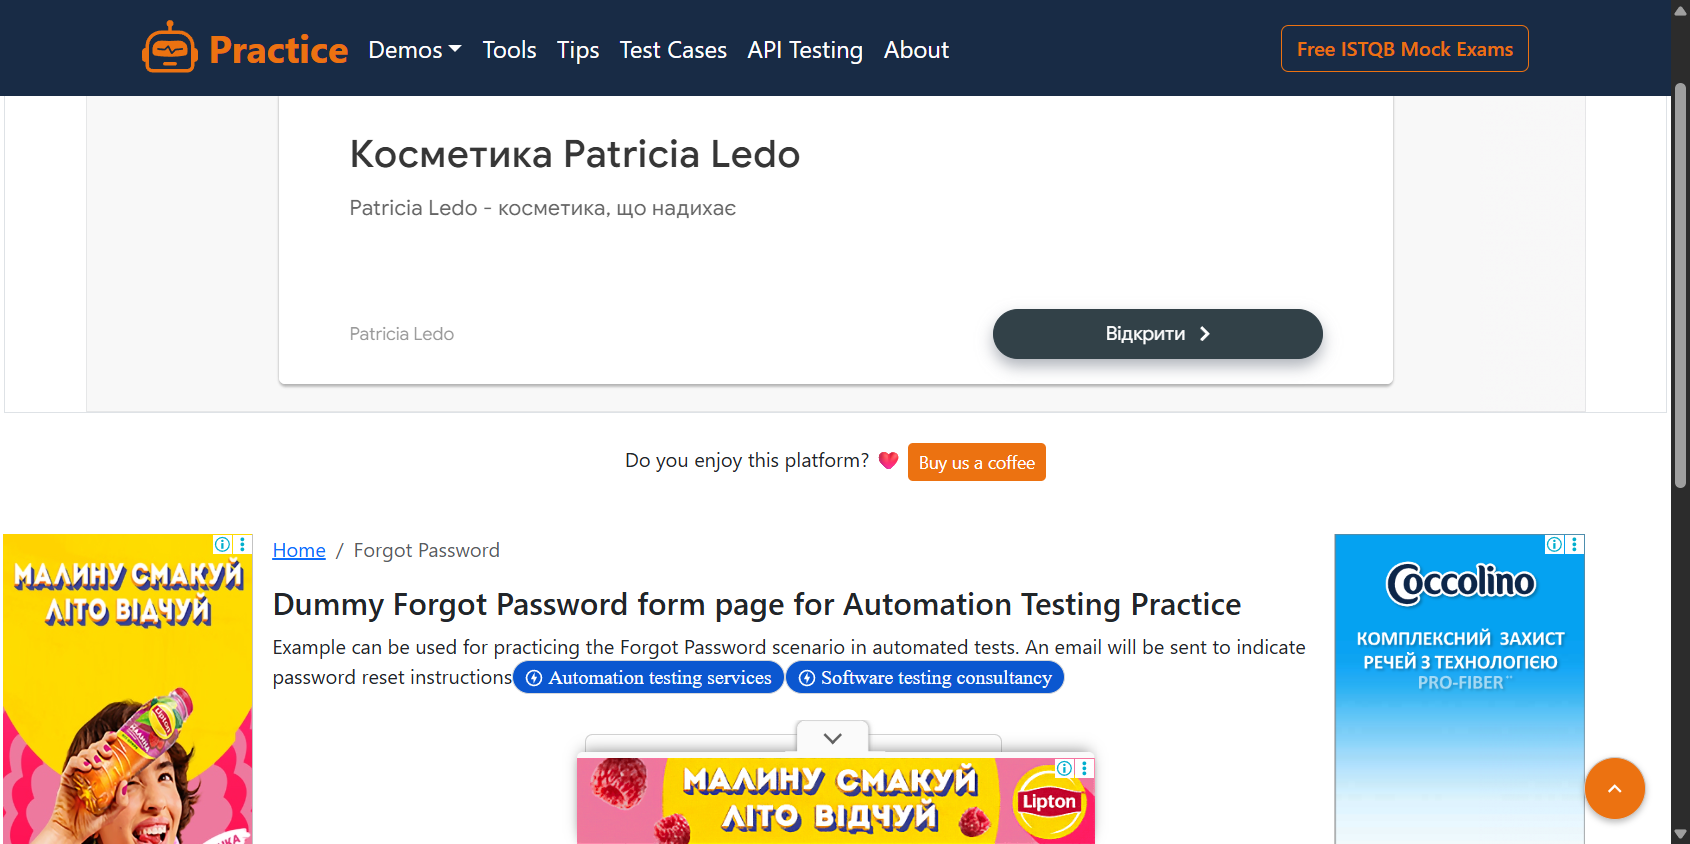 Practice Demos Tools Tips Test Cases API Testing About Free ISTQB Mock Exams
Косметика Patricia Ledo
Patricia Ledo - косметика, що надихає
Patricia Ledo Відкрити
Do you enjoy this platform? Buy us a coffee
Home / Forgot Password
Dummy Forgot Password form page for Automation Testing Practice
Example can be used for practicing the Forgot Password scenario in automated tests. An email will be sent to indicate
password reset instructions Automation testing services Software testing consultancy
МАЛИНУ СМАКУЙ
ЛІТО ВІДЧУЙ
Lipton
Coccolino
КОМПЛЕКСНИЙ ЗАХИСТ
РЕЧЕЙ З ТЕХНОЛОГІЄЮ
PRO-FIBER
МАЛИНУ СМАКУЙ
ЛІТО ВІДЧУЙ
Lipton